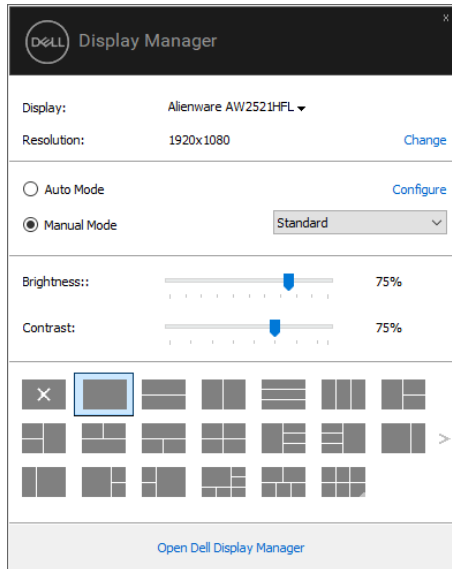 x
DELL Display Manager
Display: Alienware AW2521HFL
Resolution: 1920x1080 Change
Auto Mode Configure
Manual Mode Standard
Brightness:: 75%
Contrast: 75%
Open Dell Display Manager